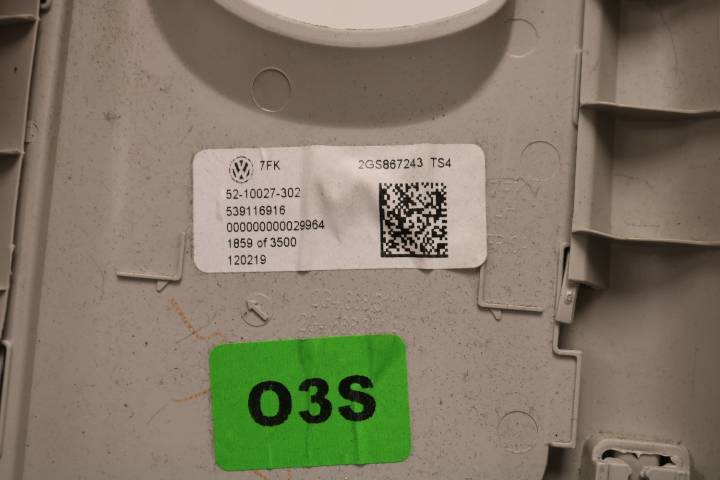 7FK 2GS867243 TS4
52-10027-302
539116916
000000000029964
1859 of 3500
120219
O3S